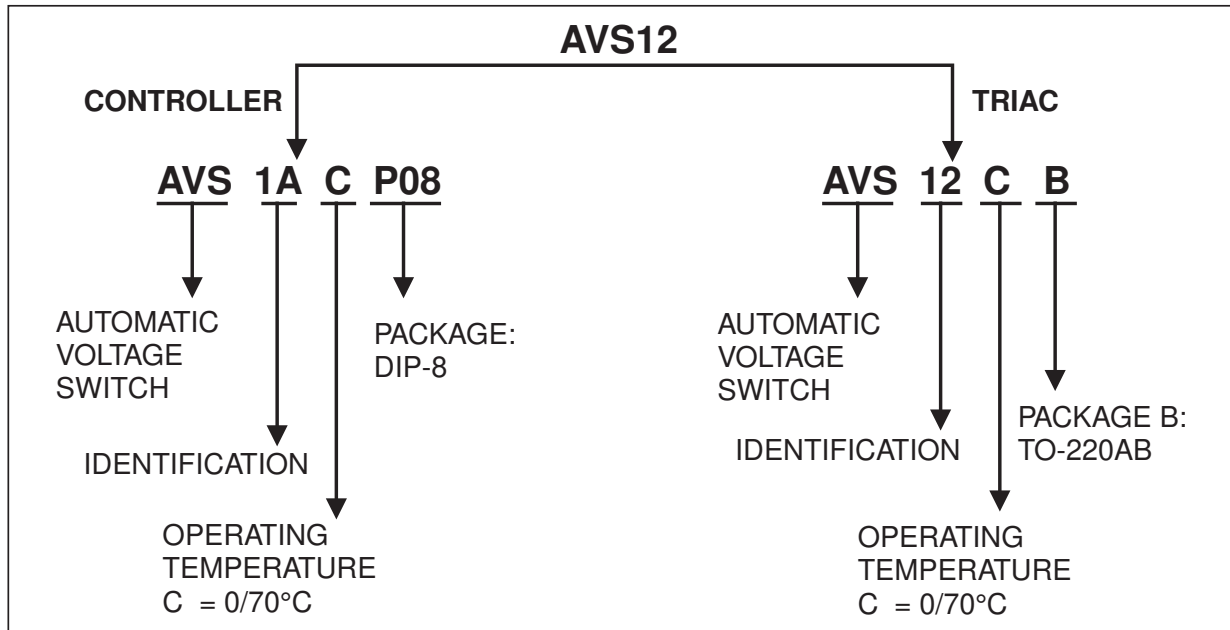 AVS12
CONTROLLER
TRIAC
AVS 1A C P08
AVS 12 C B
AUTOMATIC
VOLTAGE
SWITCH
PACKAGE:
DIP-8
IDENTIFICATION
OPERATING
TEMPERATURE
C = 0/70°C
AUTOMATIC
VOLTAGE
SWITCH
PACKAGE B:
TO-220AB
IDENTIFICATION
OPERATING
TEMPERATURE
C = 0/70°C